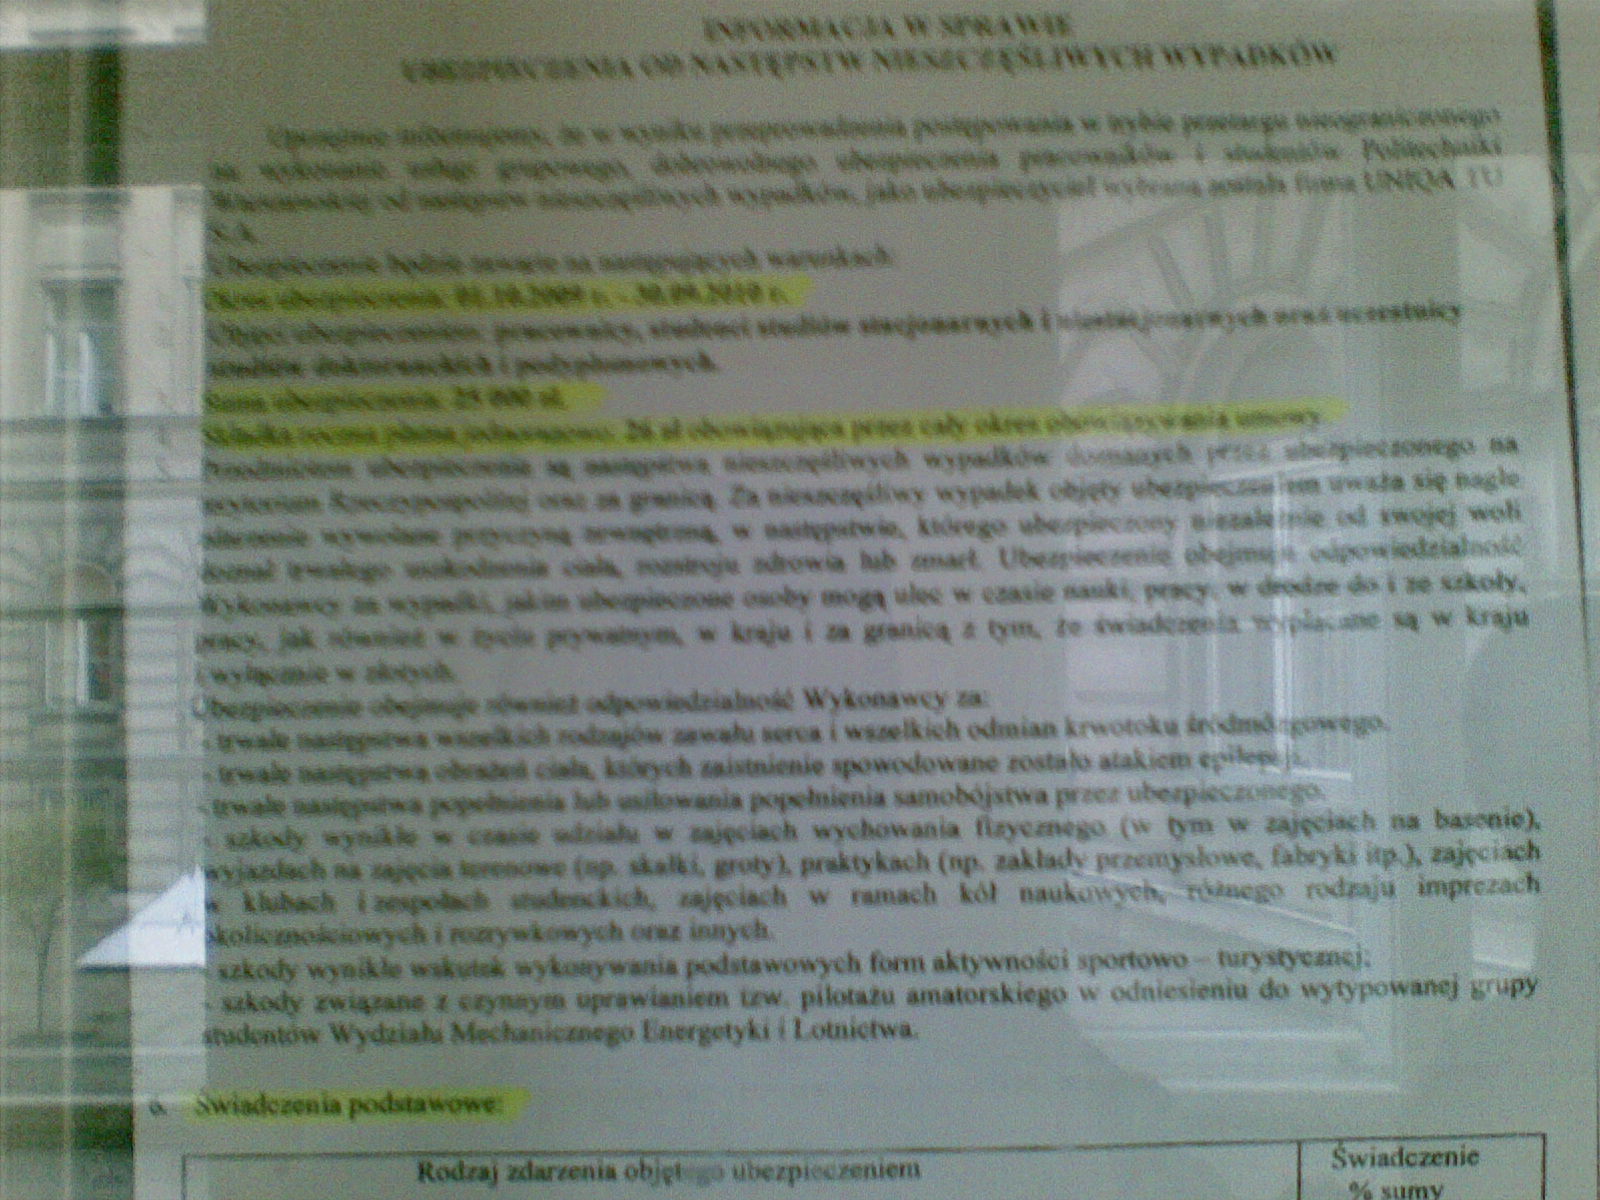 INFORMACJA W SPRAWIE
UBEZPIECZENIA OD NASTĘPSTW NIESZCZĘŚLIWYCH WYPADKÓW
Uprzejmie informujemy, że w wyniku przeprowadzenia postępowania w trybie przetargu nieograniczonego
na wykonanie usługi grupowego, dobrowolnego ubezpieczenia pracowników i studentów Politechniki
Warszawskiej od następstw nieszczęśliwych wypadków, jako ubezpieczyciel wybrana została firma UNIQA TU
S.A.
Ubezpieczenie będzie zawarte na następujących warunkach:
Okres ubezpieczenia: 01.10.2009 r. - 30.09.2010 r.
ubezpieczeniem: pracownicy, studenci studiów stacjonarnych i niestacjonarnych oraz uczestnicy
studiów doktoranckich i podyplomowych.
Suma ubezpieczenia: 25 000 zł.
Składka roczna płatna jednorazowo: 26 zł obowiązująca przez cały okres obowiązywania umowy.
Przedmiotem ubezpieczenia są następstwa nieszczęśliwych wypadków doznanych przez ubezpieczonego na
terytorium Rzeczypospolitej oraz za granicą. Za nieszczęśliwy wypadek objęty ubezpieczeniem uważa się nagłe
zdarzenie wywołane przyczyną zewnętrzną, w następstwie, którego ubezpieczony niezależnie od swojej woli
doznał trwałego uszkodzenia ciała, rozstroju zdrowia lub zmarł. Ubezpieczenie obejmuje odpowiedzialność
Wykonawcy za wypadki, jakim ubezpieczone osoby mogą ulec w czasie nauki, pracy, w drodze do i ze szkoły,
pracy, jak również w życiu prywatnym, w kraju i za granicą z tym, że świadczenia wypłacane są w kraju
i wyłącznie w złotych.
Ubezpieczenie obejmuje również odpowiedzialność Wykonawcy za:
- trwałe następstwa wszelkich rodzajów zawału serca i wszelkich odmian krwotoku śródmózgowego,
- trwałe następstwa obrażeń ciała, których zaistnienie spowodowane zostało atakiem epilepsji,
- trwałe następstwa popełnienia lub usiłowania popełnienia samobójstwa przez ubezpieczonego,
- szkody wynikłe w czasie udziału w zajęciach wychowania fizycznego (w tym w zajęciach na basenie),
wyjazdach na zajęcia terenowe (np. skałki, groty), praktykach (np. zakłady przemysłowe, fabryki itp.), zajęciach
w klubach i zespołach studenckich, zajęciach w ramach kół naukowych, różnego rodzaju imprezach
okolicznościowych i rozrywkowych oraz innych.
- szkody wynikłe wskutek wykonywania podstawowych form aktywności sportowo – turystycznej;
- szkody związane z czynnym uprawianiem tzw. pilotażu amatorskiego w odniesieniu do wytypowanej grupy
studentów Wydziału Mechanicznego Energetyki i Lotnictwa.
6. Świadczenia podstawowe:
Rodzaj zdarzenia objętego ubezpieczeniem
Świadczenie
% sumy